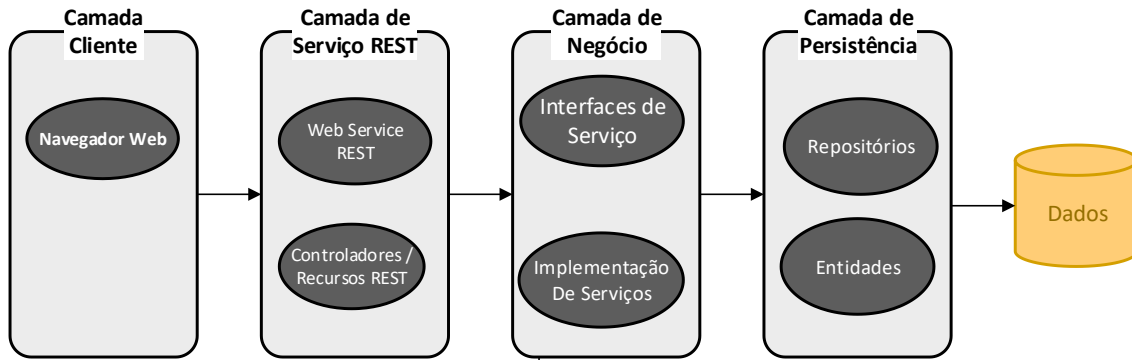 Camada
Cliente
Navegador Web
Camada de
Serviço REST
Web Service
REST
Controladores /
Recursos REST
Camada de
Negócio
Interfaces de
Serviço
Implementação
De Serviços
Camada de
Persistência
Repositórios
Entidades
Dados